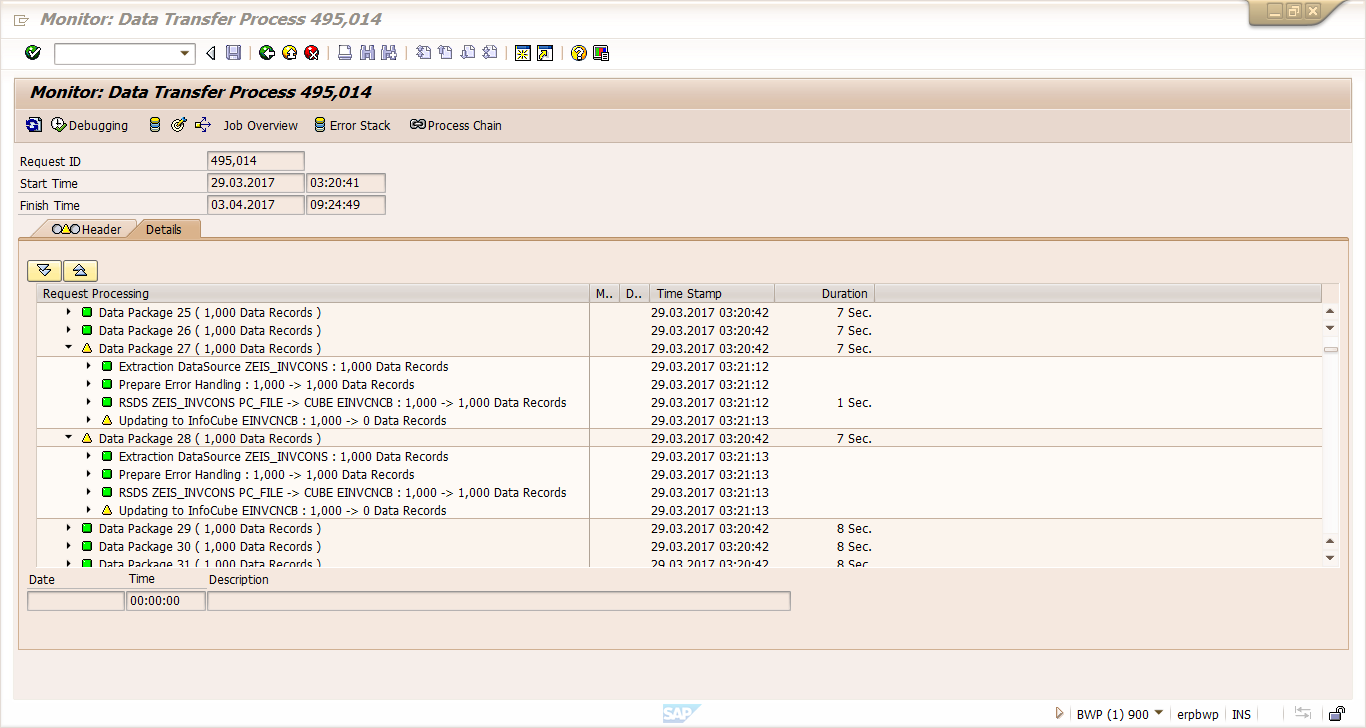 Monitor: Data Transfer Process 495,014
Monitor: Data Transfer Process 495,014
Debugging Job Overview Error Stack Process Chain
Request ID 495,014
Start Time 29.03.2017 03:20:41
Finish Time 03.04.2017 09:24:49
Header Details
Request Processing M.. D.. Time Stamp Duration
Data Package 25 ( 1,000 Data Records ) 29.03.2017 03:20:42 7 Sec.
Data Package 26 ( 1,000 Data Records ) 29.03.2017 03:20:42 7 Sec.
Data Package 27 ( 1,000 Data Records ) 29.03.2017 03:20:42 7 Sec.
Extraction DataSource ZEIS_INVCONS : 1,000 Data Records 29.03.2017 03:21:12
Prepare Error Handling : 1,000 -> 1,000 Data Records 29.03.2017 03:21:12
RSDS ZEIS_INVCONS PC_FILE -> CUBE EINVCNCB : 1,000 -> 1,000 Data Records 29.03.2017 03:21:12 1 Sec.
Updating to InfoCube EINVCNCB : 1,000 -> 0 Data Records 29.03.2017 03:21:13
Data Package 28 ( 1,000 Data Records ) 29.03.2017 03:20:42 7 Sec.
Extraction DataSource ZEIS_INVCONS : 1,000 Data Records 29.03.2017 03:21:13
Prepare Error Handling : 1,000 -> 1,000 Data Records 29.03.2017 03:21:13
RSDS ZEIS_INVCONS PC_FILE -> CUBE EINVCNCB : 1,000 -> 1,000 Data Records 29.03.2017 03:21:13
Updating to InfoCube EINVCNCB : 1,000 -> 0 Data Records 29.03.2017 03:21:13
Data Package 29 ( 1,000 Data Records ) 29.03.2017 03:20:42 8 Sec.
Data Package 30 ( 1,000 Data Records ) 29.03.2017 03:20:42 8 Sec.
Data Package 31 ( 1,000 Data Records ) 29.03.2017 03:20:42 8 Sec.
Date Time Description
00:00:00
SAP BWP (1) 900 erpbwp INS